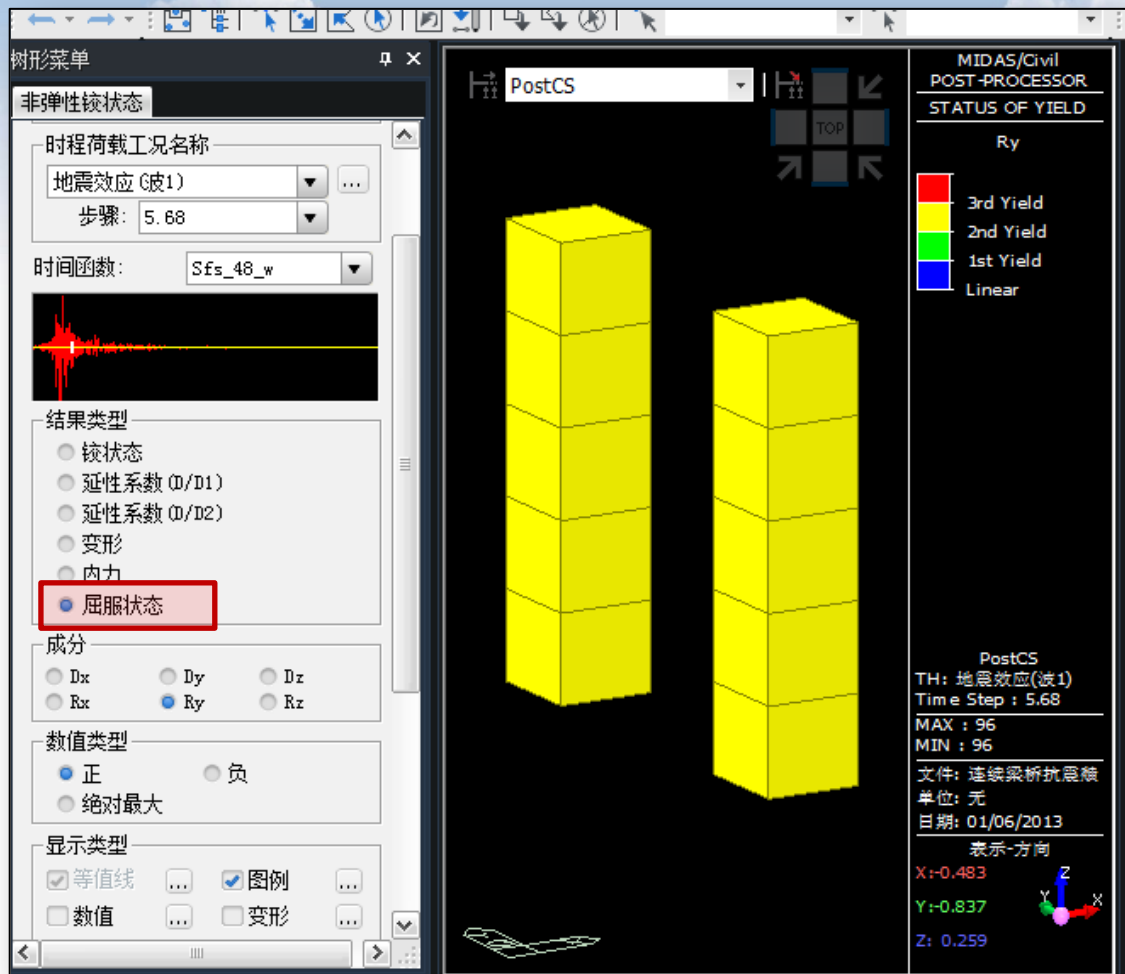 树形菜单
非弹性铰状态
时程荷载工况名称
地震效应(波1)
...
步骤: 5.68
时间函数: Sfs_48_w
结果类型
铰状态
延性系数(D/D1)
延性系数(D/D2)
变形
内力
屈服状态
成分
Dx Dy Dz
Rx Ry Rz
数值类型
正 负
绝对最大
显示类型
等值线 ... 图例 ...
数值 ... 变形 ...
PostCS
TOP
MIDAS/Civil
POST-PROCESSOR
STATUS OF YIELD
Ry
3rd Yield
2nd Yield
1st Yield
Linear
PostCS
TH: 地震效应(波1)
Time Step : 5.68
MAX : 96
MIN : 96
文件: 连续梁桥抗震
单位: 无
日期: 01/06/2013
表示-方向
X:-0.483
Y:-0.837
Z: 0.259
Z
Y
X